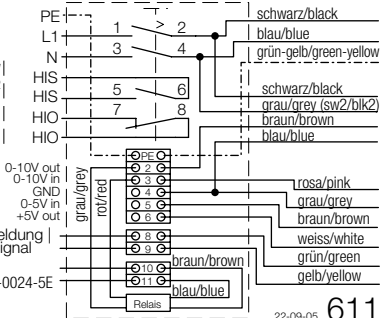 PE
schwarz/black
L1
1
>
2
blau/blue
N
3
4
grün-gelb/green-yellow
HIS
HIS
5
6
schwarz/black
grau/grey (sw2/blk2)
HIO
7
8
braun/brown
HIO
blau/blue
PE
0-10V out
2
0-10V in
3
rosa/pink
GND
4
grau/grey
0-5V in
5
braun/brown
+5V out
6
weiss/white
grau/grey
rot/red
eldung |
8
grün/green
ignal
9
gelb/yellow
10
braun/brown
-0024-5E
11
blau/blue
Relais
22-09-05
611